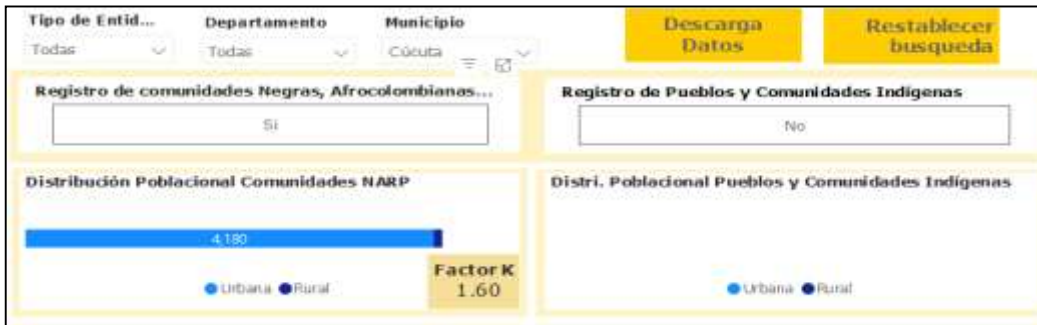 Tipo de Entid...
Departamento
Municipio
Todas
Todas
Cúcuta
Descarga
Datos
Restablecer
busqueda
Registro de comunidades Negras, Afrocolombianas...
Si
Registro de Pueblos y Comunidades Indígenas
No
Distribución Poblacional Comunidades NARP
4,180
Urbana Rural
Factor K
1.60
Distri. Poblacional Pueblos y Comunidades Indígenas
Urbana Rural